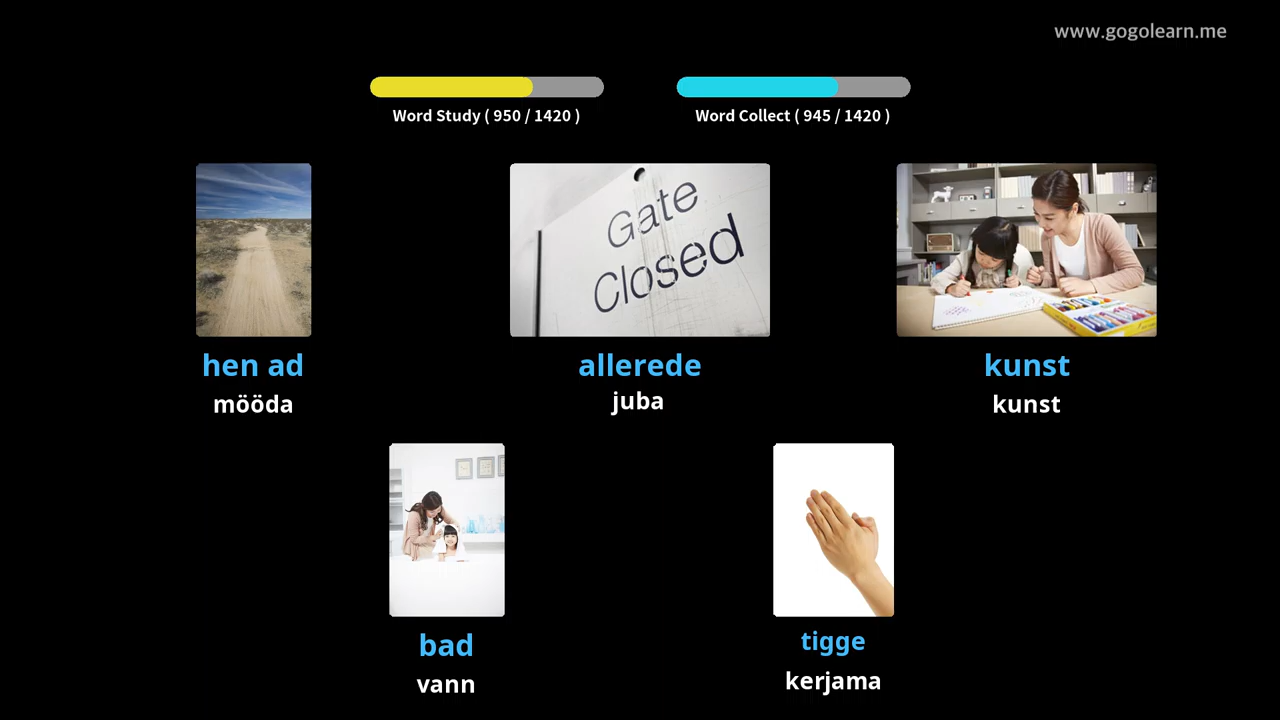 www.gogolearn.me
Word Study ( 950 / 1420 )
Word Collect ( 945 / 1420 )
Gate
Closed
hen ad
mööda
allerede
juba
kunst
kunst
bad
vann
tigge
kerjama